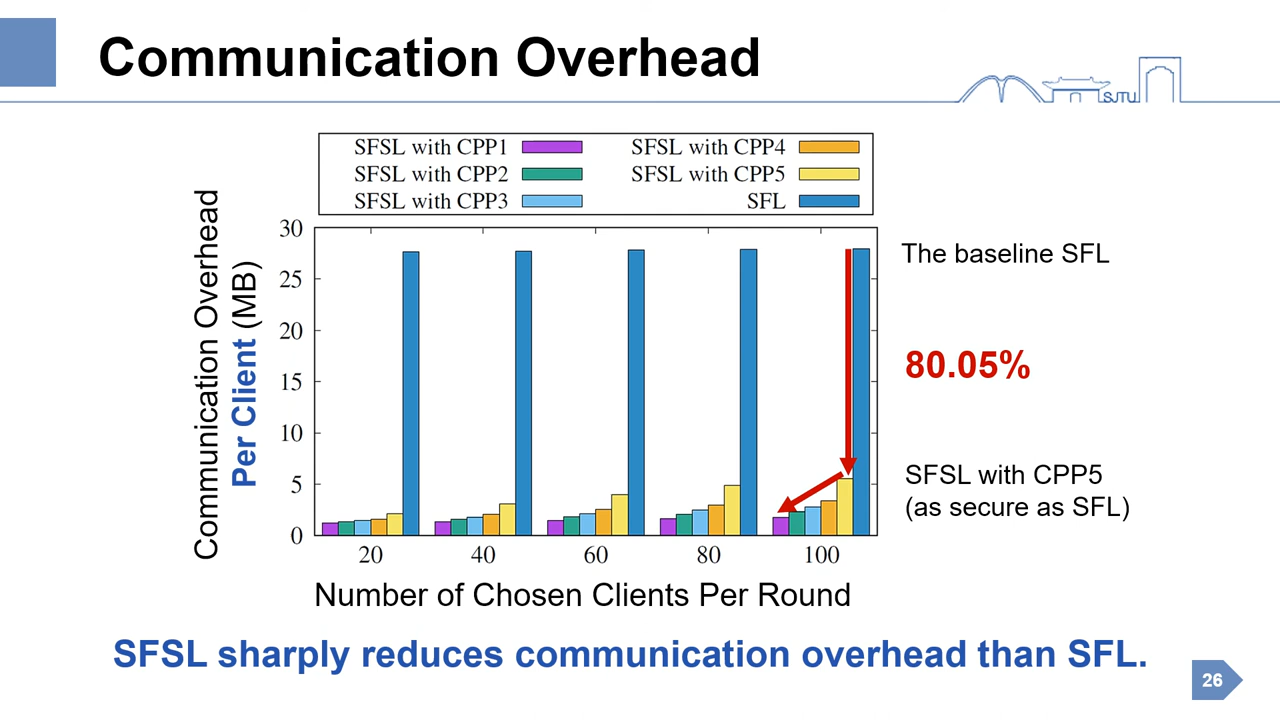 Communication Overhead
SJTU
SFSL with CPP1
SFSL with CPP2
SFSL with CPP3
SFSL with CPP4
SFSL with CPP5
SFL
Communication Overhead
Per Client (MB)
30
25
20
15
10
5
0
20 40 60 80 100
Number of Chosen Clients Per Round
The baseline SFL
80.05%
SFSL with CPP5
(as secure as SFL)
SFSL sharply reduces communication overhead than SFL.
26